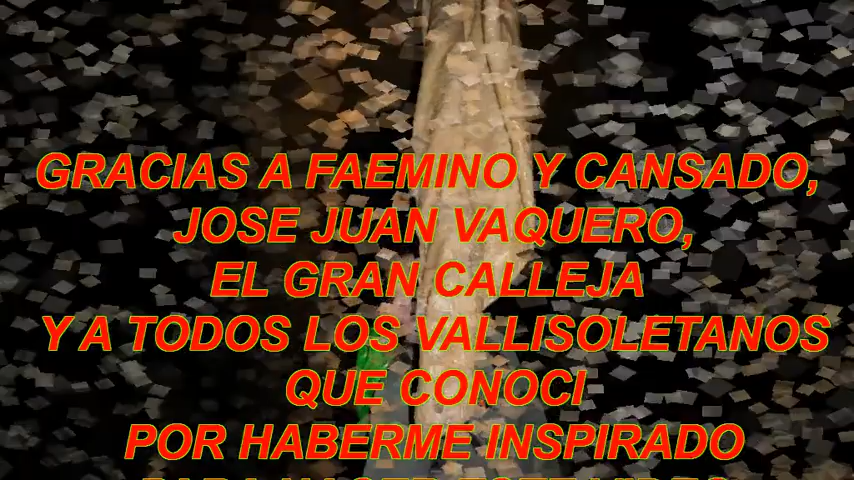 GRACIAS A FAEMINO Y CANSADO,
JOSE JUAN VAQUERO,
EL GRAN CALLEJA
Y A TODOS LOS VALLISOLETANOS
QUE CONOCI
POR HABERME INSPIRADO